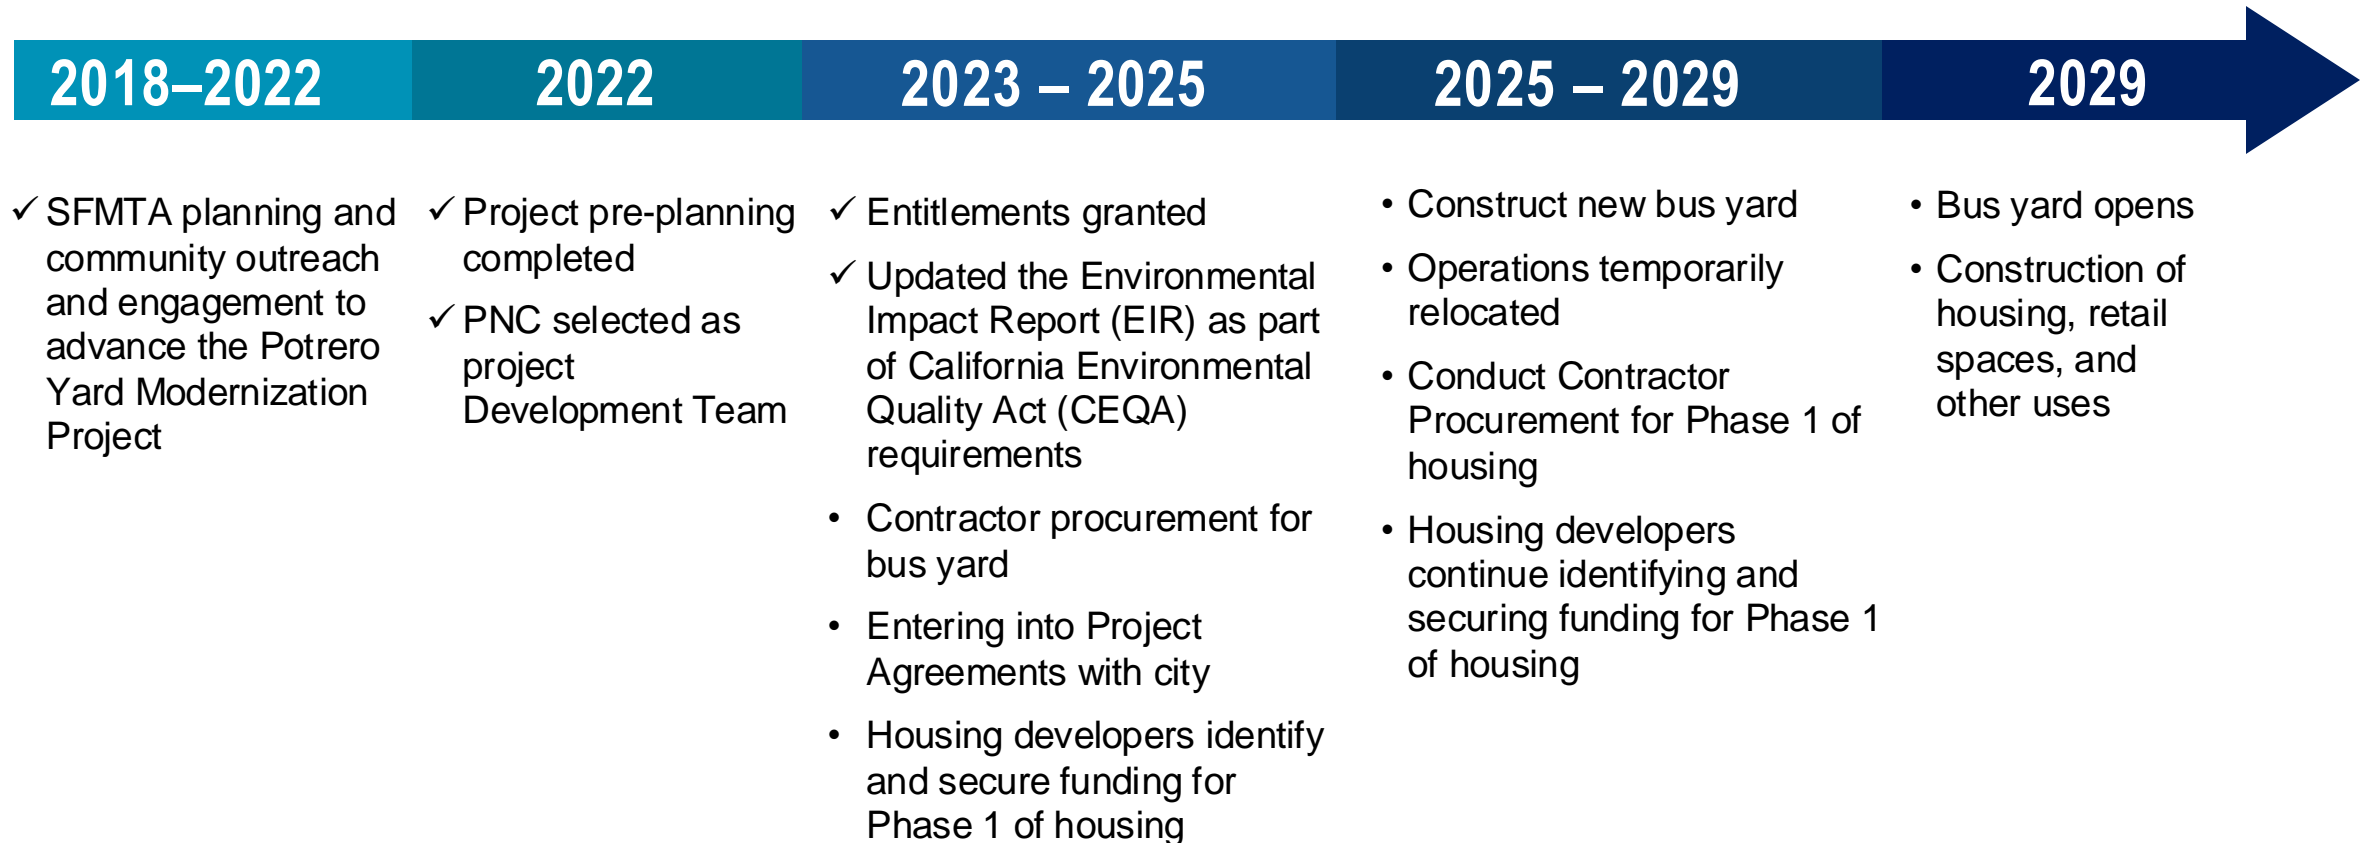 2018–2022
2022
2023 – 2025
2025 – 2029
2029
✓ SFMTA planning and
community outreach
and engagement to
advance the Potrero
Yard Modernization
Project
✓ Project pre-planning
completed
✓ PNC selected as
project
Development Team
✓ Entitlements granted
✓ Updated the Environmental
Impact Report (EIR) as part
of California Environmental
Quality Act (CEQA)
requirements
• Contractor procurement for
bus yard
• Entering into Project
Agreements with city
• Housing developers identify
and secure funding for
Phase 1 of housing
• Construct new bus yard
• Operations temporarily
relocated
• Conduct Contractor
Procurement for Phase 1 of
housing
• Housing developers
continue identifying and
securing funding for Phase 1
of housing
• Bus yard opens
• Construction of
housing, retail
spaces, and
other uses